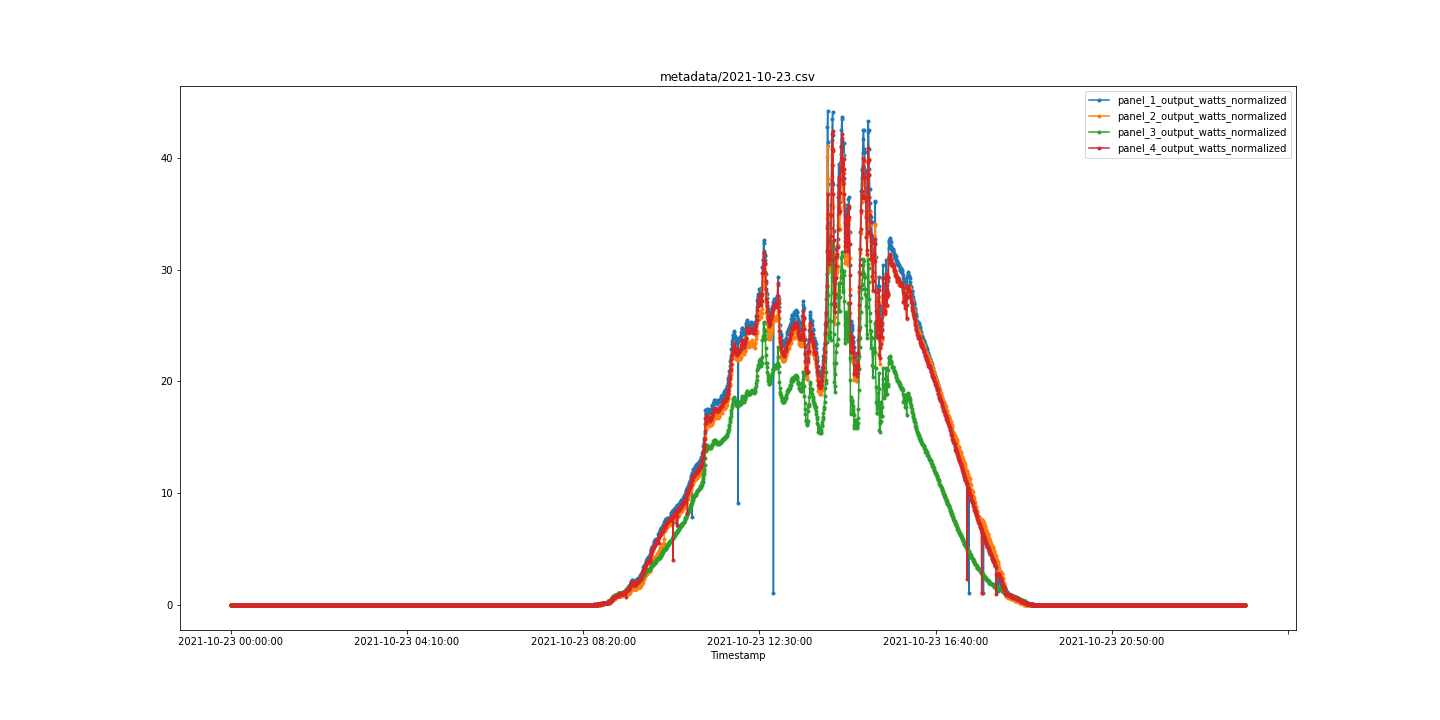 metadata/2021-10-23.csv
panel_1_output_watts_normalized
panel_2_output_watts_normalized
panel_3_output_watts_normalized
panel_4_output_watts_normalized
40
30
20
10
0
2021-10-23 00:00:00 2021-10-23 04:10:00 2021-10-23 08:20:00 2021-10-23 12:30:00 2021-10-23 16:40:00 2021-10-23 20:50:00
Timestamp